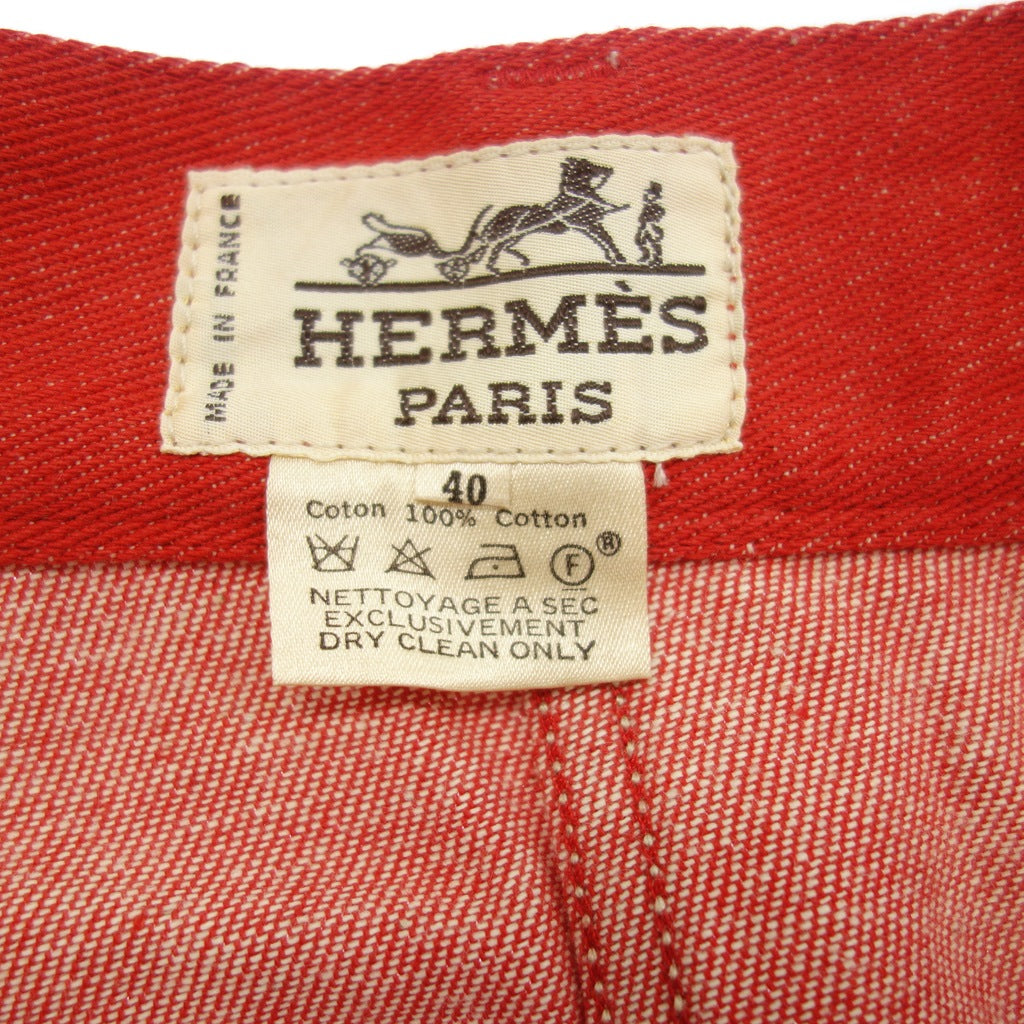 MADE IN FRANCE
HERMÈS
PARIS
40
Coton 100% Cotton
F ®
NETTOYAGE A SEC
EXCLUSIVEMENT
DRY CLEAN ONLY